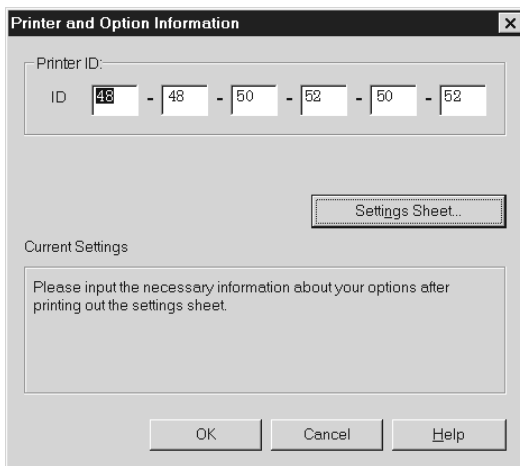 Printer and Option Information
Printer ID:
ID 48 - 48 - 50 - 52 - 50 - 52
Settings Sheet...
Current Settings
Please input the necessary information about your options after
printing out the settings sheet.
OK Cancel Help